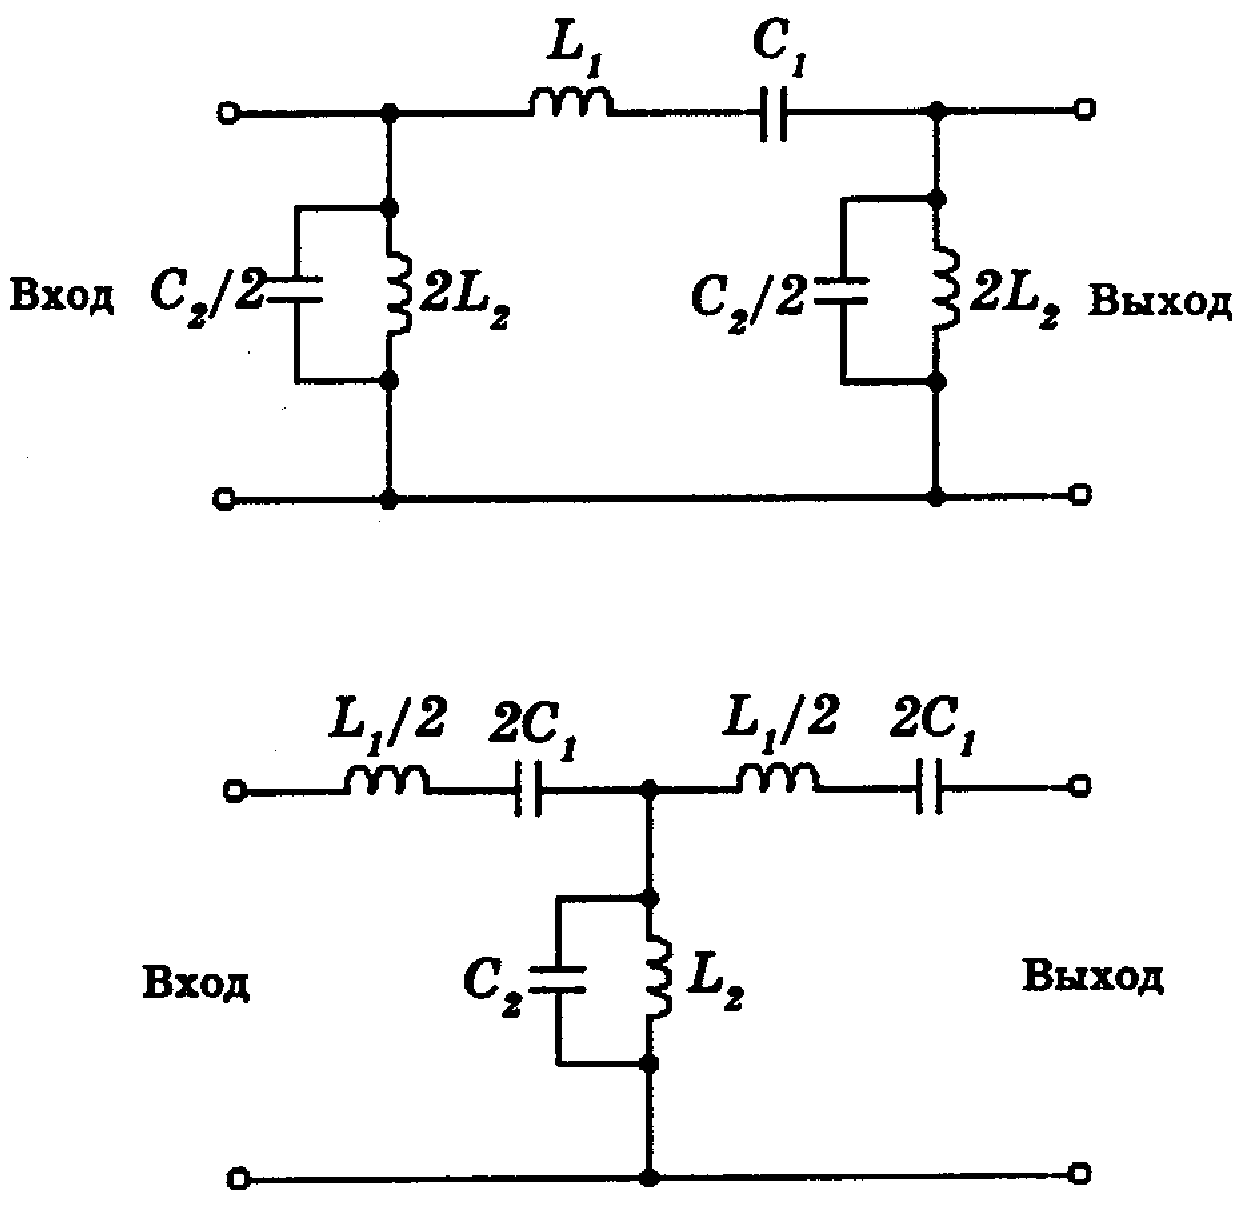 L₁ C₁
Вход C₂/2 2L₂ C₂/2 2L₂ Выход
L₁/2 2C₁ L₁/2 2C₁
Вход C₂ L₂ Выход